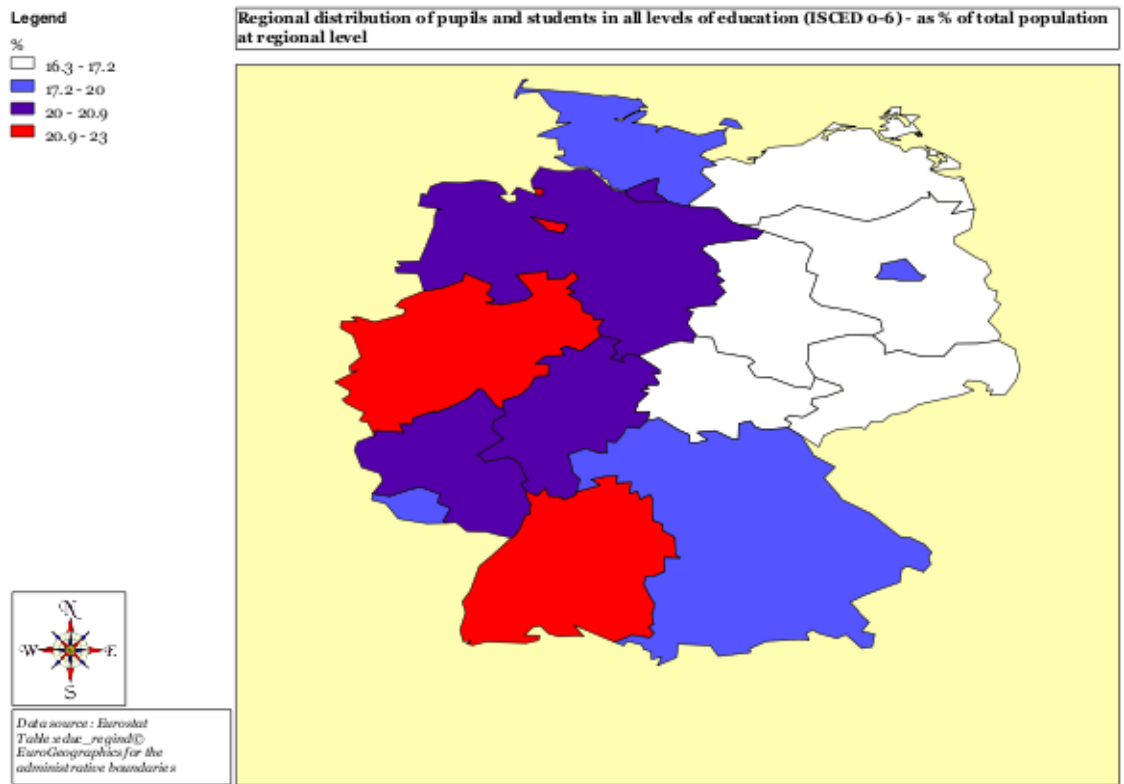 Legend
%
16.3 - 17.2
17.2 - 20
20 - 20.9
20.9 - 23
Regional distribution of pupils and students in all levels of education (ISCED 0-6) - as % of total population
at regional level
N
W E
S
Data source : Eurostat
Table :educ_regind©
EuroGeographics for the
administrative boundaries